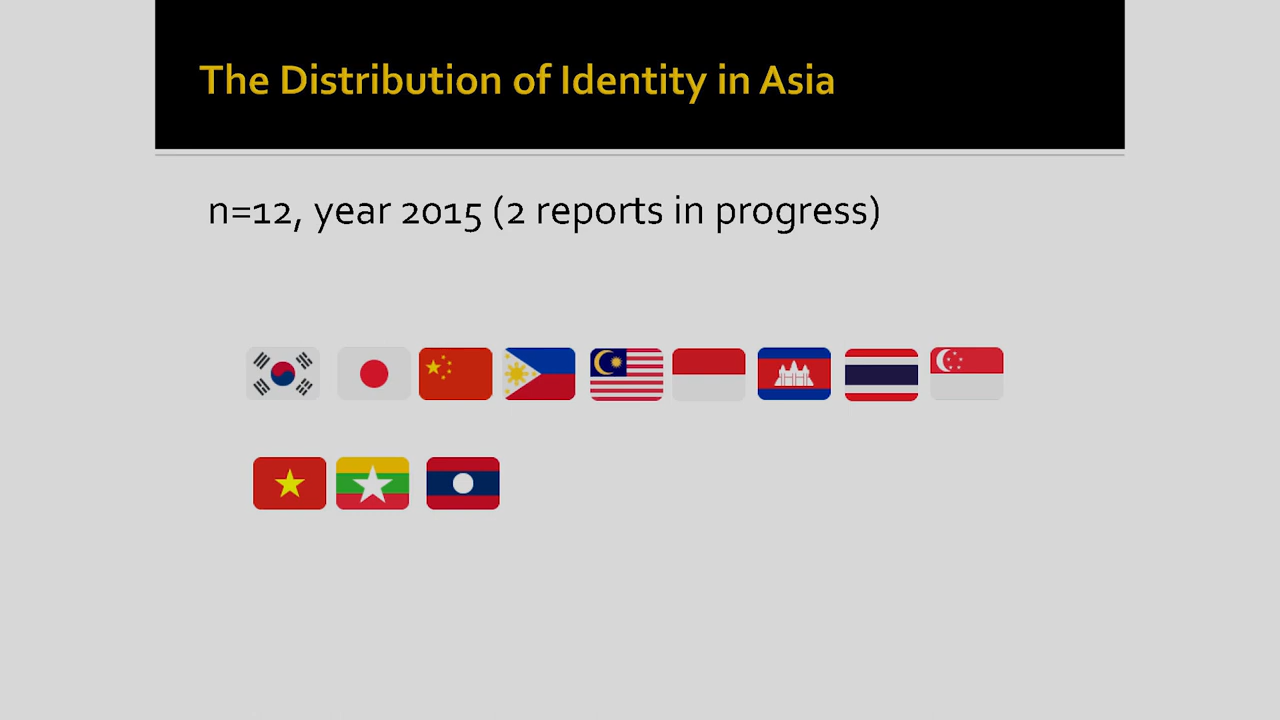 The Distribution of Identity in Asia
n=12, year 2015 (2 reports in progress)